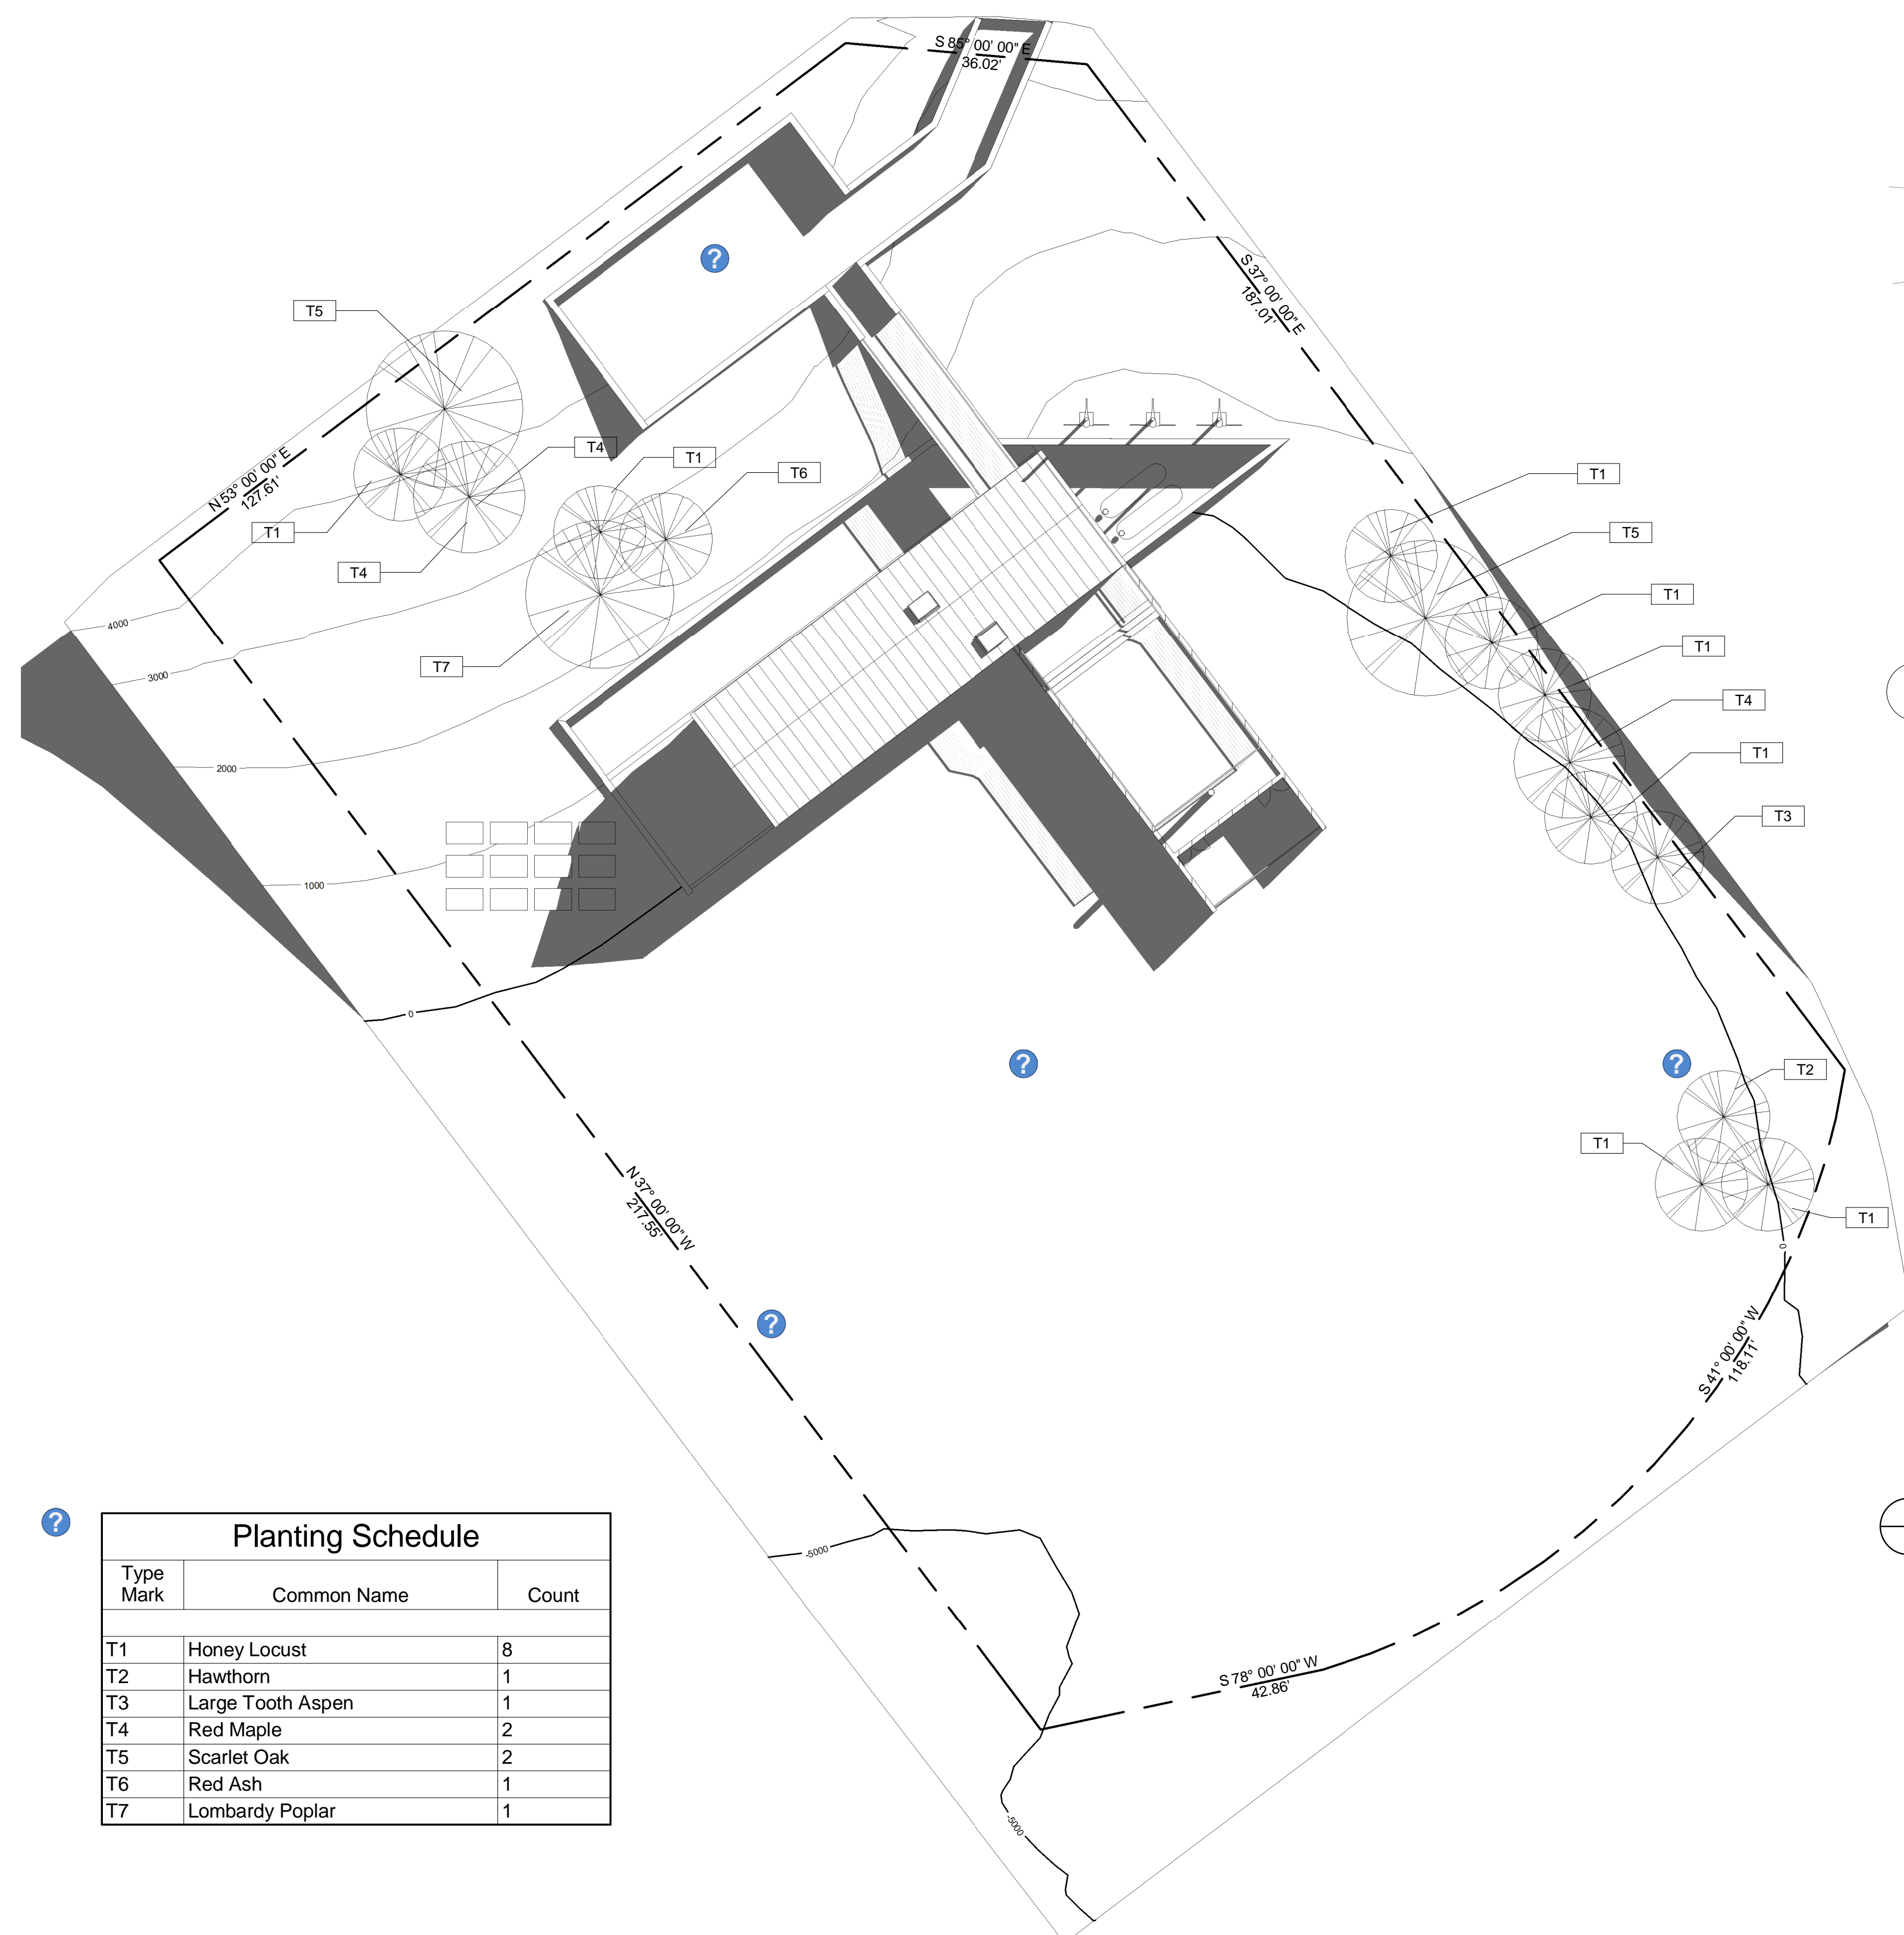 S 85° 00' 00" E
36.02'
?
S 37° 00' 00" E
187.01'
T5
T4
T1
T6
N 53° 00' 00" E
127.61'
T1
T4
T7
T1
T5
T1
T1
T4
T1
T3
4000
3000
2000
1000
0
?
?
T2
T1
T1
0
N 37° 00' 00" W
217.55'
?
S 41° 00' 00" W
118.11'
-5000
S 78° 00' 00" W
42.86'
-5000
?
Planting Schedule
Type
Mark Common Name Count
T1 Honey Locust 8
T2 Hawthorn 1
T3 Large Tooth Aspen 1
T4 Red Maple 2
T5 Scarlet Oak 2
T6 Red Ash 1
T7 Lombardy Poplar 1